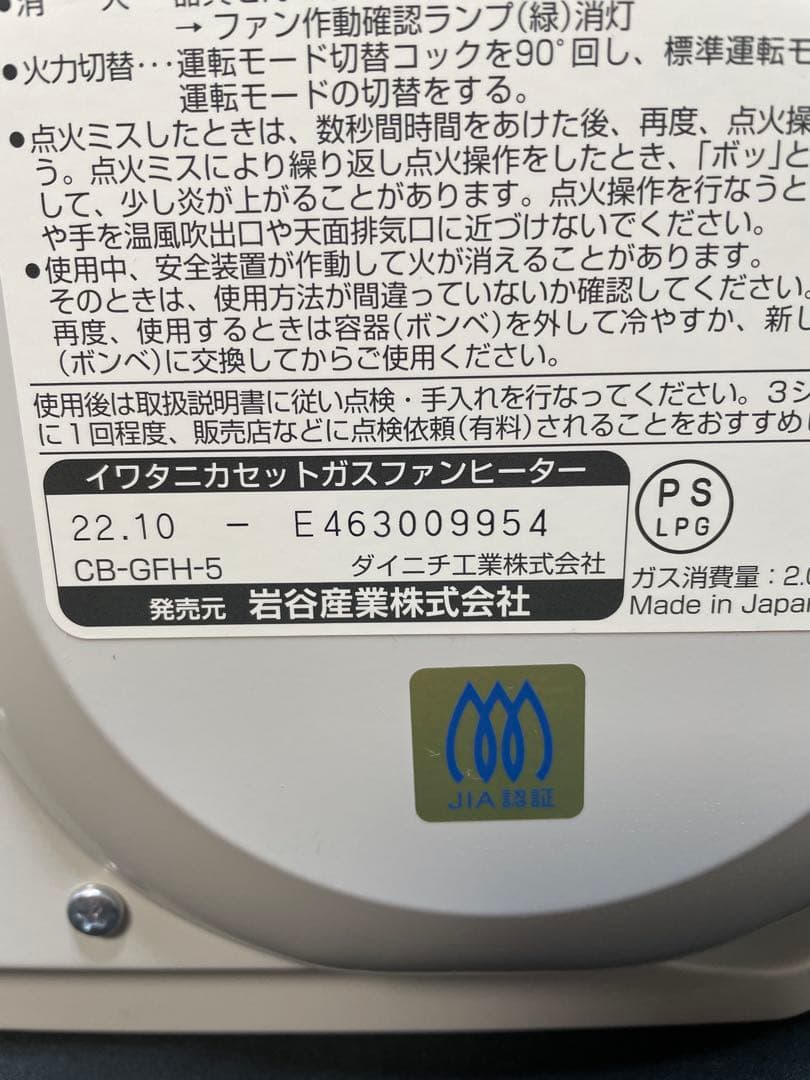 ●消
→ ファン作動確認ランプ(緑)消灯
●火力切替･･･運転モード切替コックを90°回し、標準運転モ
運転モードの切替をする。
●点火ミスしたときは、数秒間時間をあけた後、再度、点火操
う。点火ミスにより繰り返し点火操作をしたとき、「ボッ」と
して、少し炎が上がることがあります。点火操作を行なうと
や手を温風吹出口や天面排気口に近づけないでください。
●使用中、安全装置が作動して火が消えることがあります。
そのときは、使用方法が間違っていないか確認してください。
再度、使用するときは容器(ボンベ)を外して冷やすか、新し
(ボンベ)に交換してからご使用ください。
使用後は取扱説明書に従い点検・手入れを行なってください。3シ
に1回程度、販売店などに点検依頼(有料)されることをおすすめし
イワタニカセットガスファンヒーター
22.10 － E463009954
CB-GFH-5 ダイニチ工業株式会社
発売元 岩谷産業株式会社
PS
LPG
ガス消費量：2.0
Made in Japan
JIA 認証